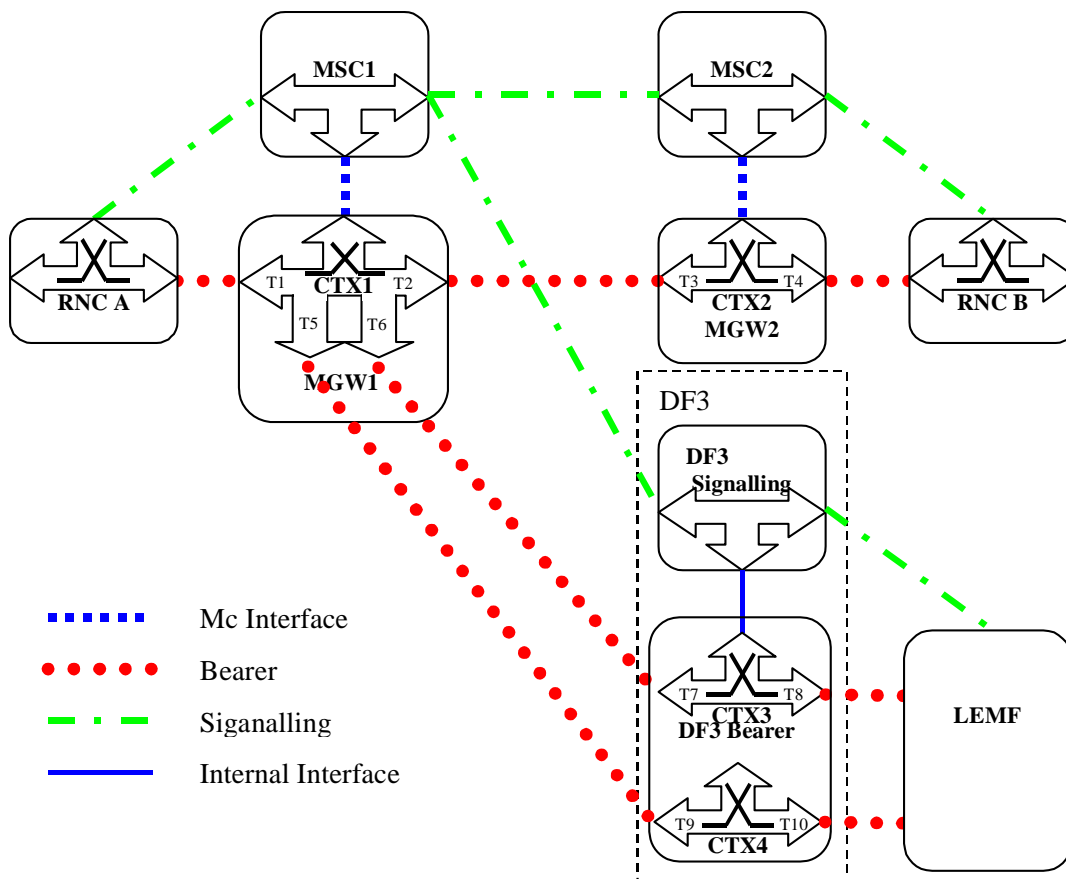 MSC1
MSC2
RNC A
T1
CTX1
T2
T5
T6
MGW1
T3
CTX2
T4
MGW2
RNC B
DF3
DF3
Signalling
T7
T8
CTX3
DF3 Bearer
T9
T10
CTX4
LEMF
Mc Interface
Bearer
Siganalling
Internal Interface